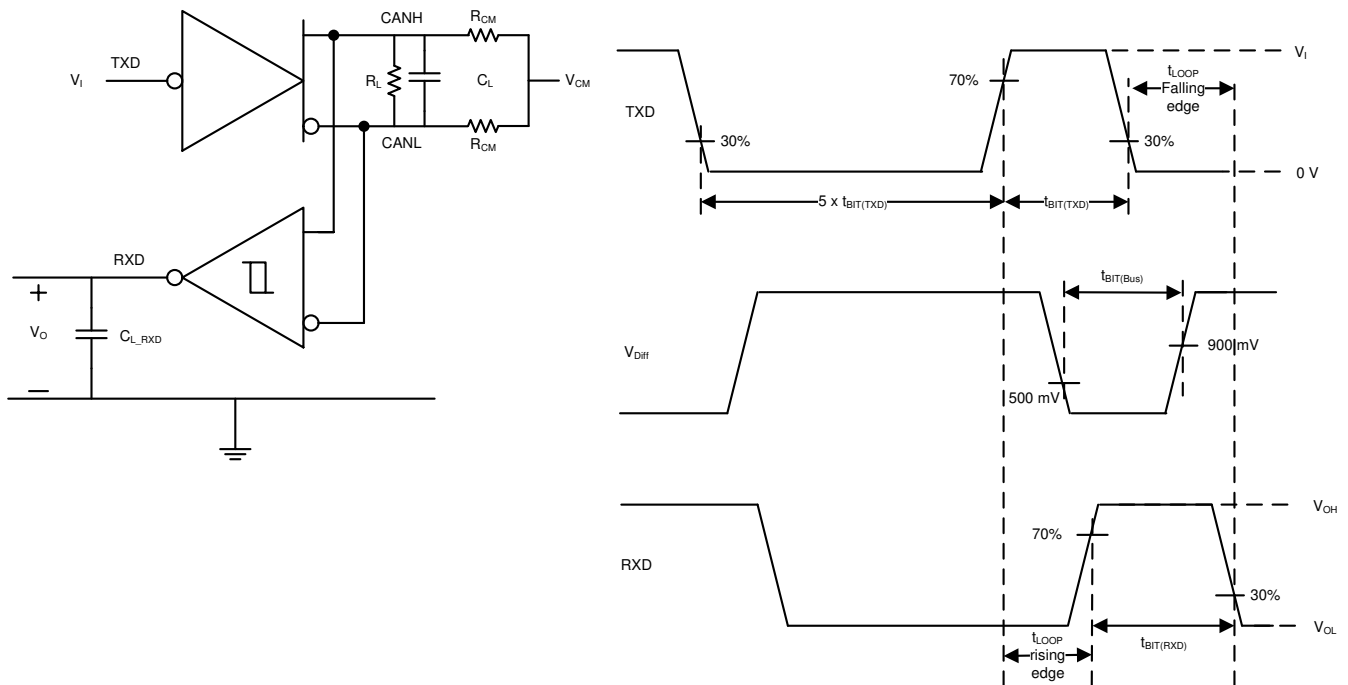 CANH
R_CM
TXD
V_I
R_L
C_L
V_CM
CANL
R_CM
RXD
+
V_O
C_L_RXD
—
V_I
t_LOOP
Falling
edge
70%
TXD
30%
30%
0 V
5 x t_BIT(TXD)
t_BIT(TXD)
t_BIT(Bus)
V_Diff
900 mV
500 mV
V_OH
70%
RXD
30%
V_OL
t_LOOP
rising
edge
t_BIT(RXD)